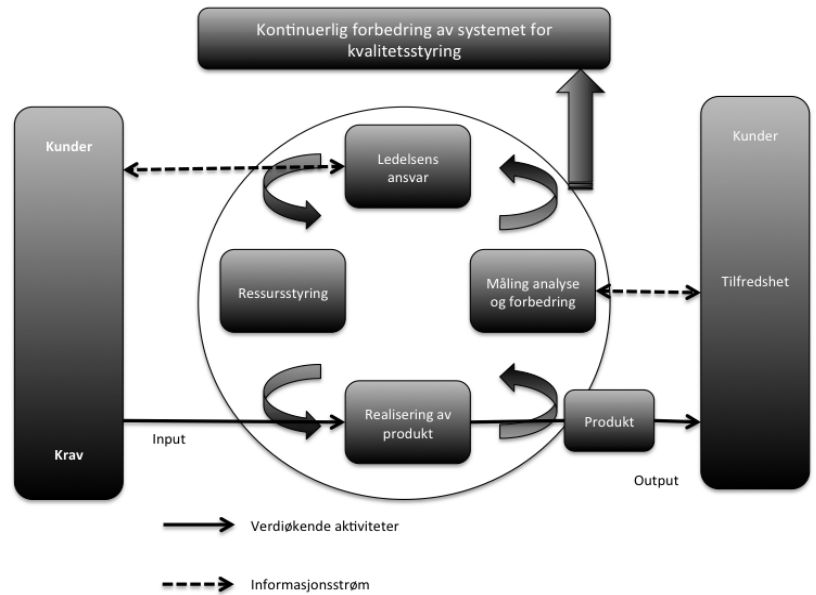 Kontinuerlig forbedring av systemet for
kvalitetsstyring
Kunder
Krav
Ledelsens
ansvar
Ressursstyring
Måling analyse
og forbedring
Realisering av
produkt
Produkt
Kunder
Tilfredshet
Input
Output
Verdiøkende aktiviteter
Informasjonsstrøm